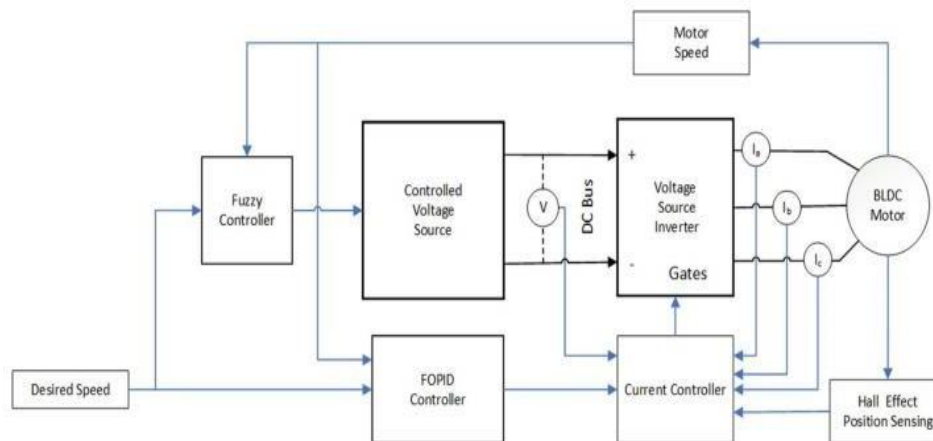 Motor
Speed
Fuzzy
Controller
Controlled
Voltage
Source
V
DC Bus
+
-
Voltage
Source
Inverter
Gates
Ia
Ib
Ic
BLDC
Motor
Desired Speed
FOPID
Controller
Current Controller
Hall Effect
Position Sensing